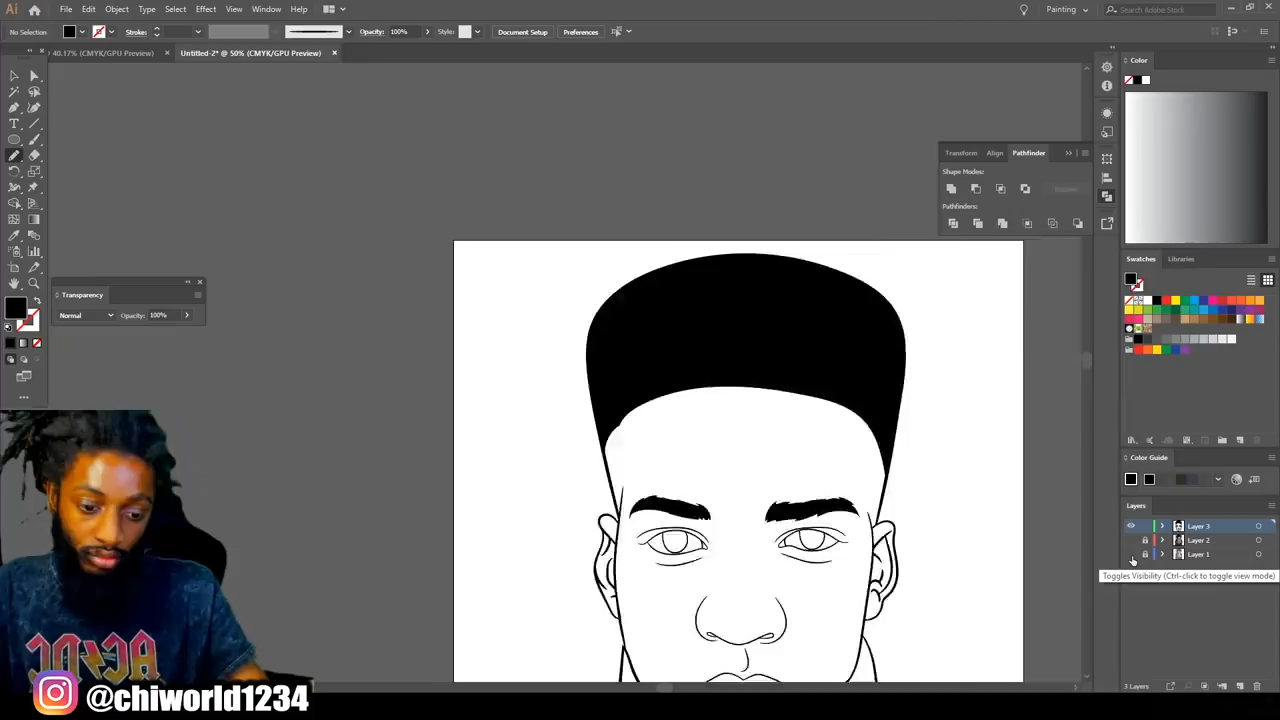 Ai File Edit Object Type Select Effect View Window Help Painting Search Adobe Stock
No Selection Stroke: Opacity: 100% Style: Document Setup Preferences
40.17% (CMYK/GPU Preview) × Untitled-2* @ 50% (CMYK/GPU Preview) ×
Color
Transform Align Pathfinder
Shape Modes:
Pathfinders:
Swatches Libraries
Transparency
Normal Opacity: 100%
Color Guide
Layers
Layer 3
Layer 2
Layer 1
Toggles Visibility (Ctrl-click to toggle view mode)
3 Layers
@chiworld1234